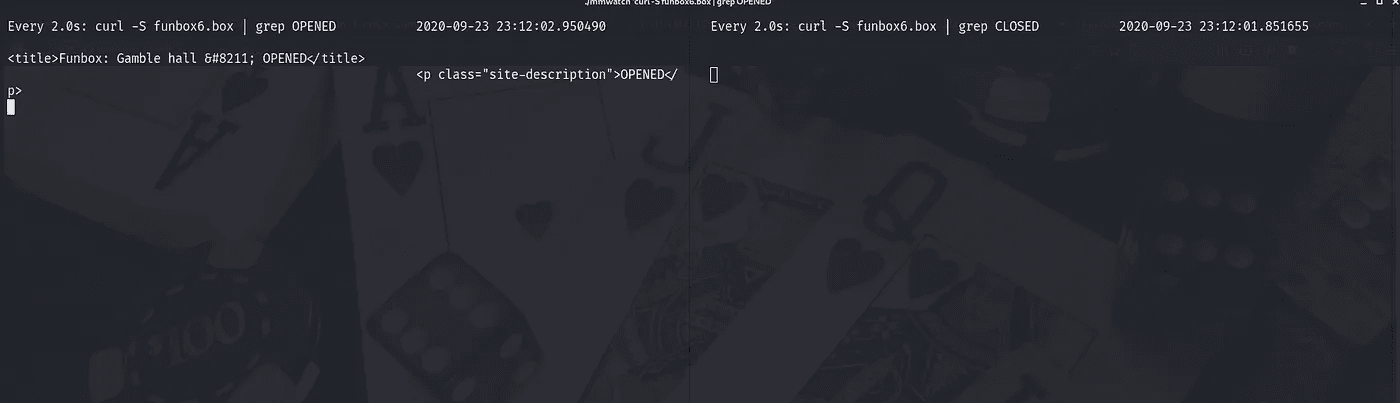 ./mmwatch 'curl -S funbox6.box | grep OPENED
Every 2.0s: curl -S funbox6.box | grep OPENED 2020-09-23 23:12:02.950490
<title>Funbox: Gamble hall &#8211; OPENED</title>
<p class="site-description">OPENED</
p>
Every 2.0s: curl -S funbox6.box | grep CLOSED 2020-09-23 23:12:01.851655
A
A
J
Q
100